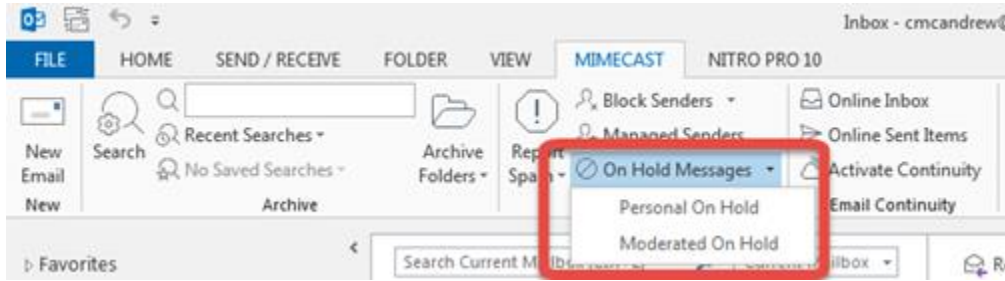 Inbox - cmcandrew@
FILE HOME SEND / RECEIVE FOLDER VIEW MIMECAST NITRO PRO 10
Block Senders Online Inbox
Recent Searches Managed Senders Online Sent Items
New Email Search No Saved Searches Archive Folders Report Spam On Hold Messages Activate Continuity
New Archive Personal On Hold Email Continuity
Moderated On Hold
Favorites Search Current